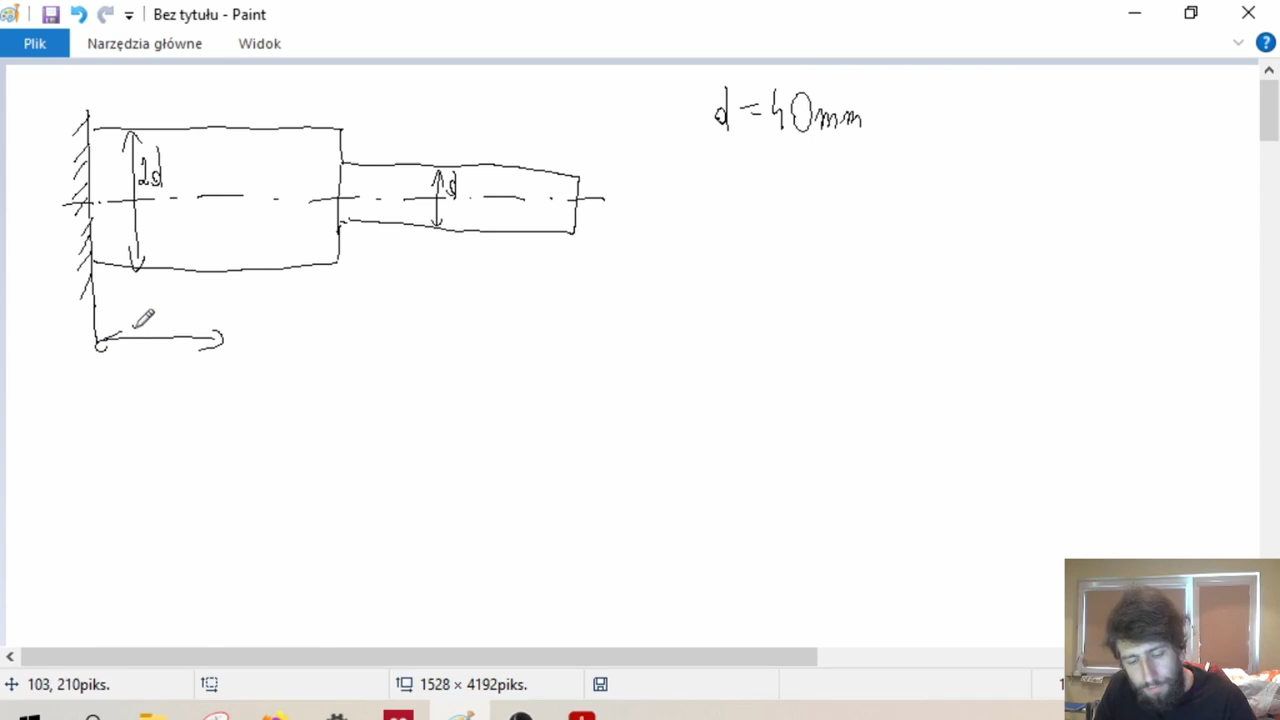 Bez tytułu - Paint
Plik Narzędzia główne Widok
d = 40mm
2d
d
103, 210piks.
1528 × 4192piks.